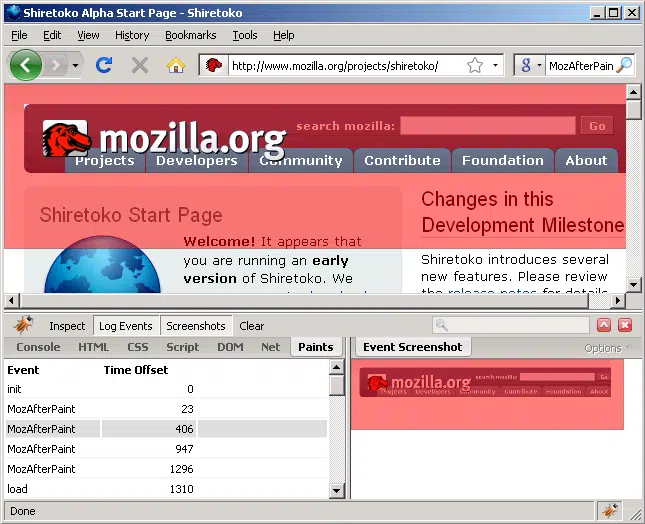 Shiretoko Alpha Start Page - Shiretoko
File Edit View History Bookmarks Tools Help
http://www.mozilla.org/projects/shiretoko/ g MozAfterPain
mozilla.org search mozilla: Go
Projects Developers Community Contribute Foundation About
Shiretoko Start Page
Welcome! It appears that
you are running an early
version of Shiretoko. We
Changes in this
Development Milestone
Shiretoko introduces several
new features. Please review
the release notes for details
Inspect Log Events Screenshots Clear
Console HTML CSS Script DOM Net Paints
Event Time Offset
init 0
MozAfterPaint 23
MozAfterPaint 406
MozAfterPaint 947
MozAfterPaint 1296
load 1310
Event Screenshot Options
mozilla.org search mozilla: Go
Projects Developers Community Contribute Foundation About
Done